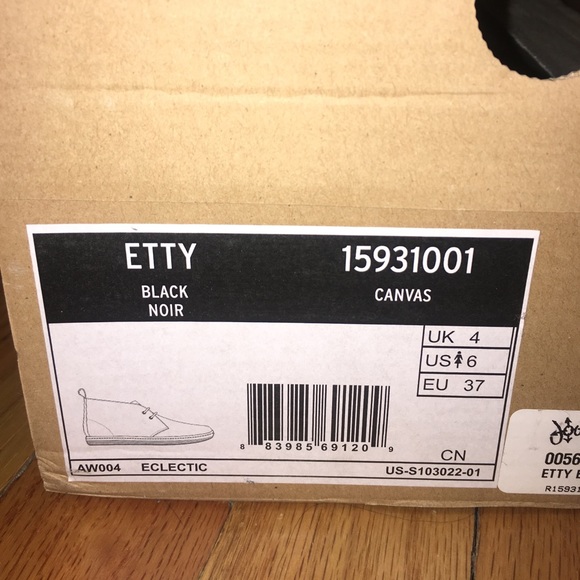 ETTY
15931001
BLACK
NOIR
CANVAS
UK 4
US 6
EU 37
8 83985 69120 9
CN
AW004 ECLECTIC
US-S103022-01
0056
ETTY
R15931